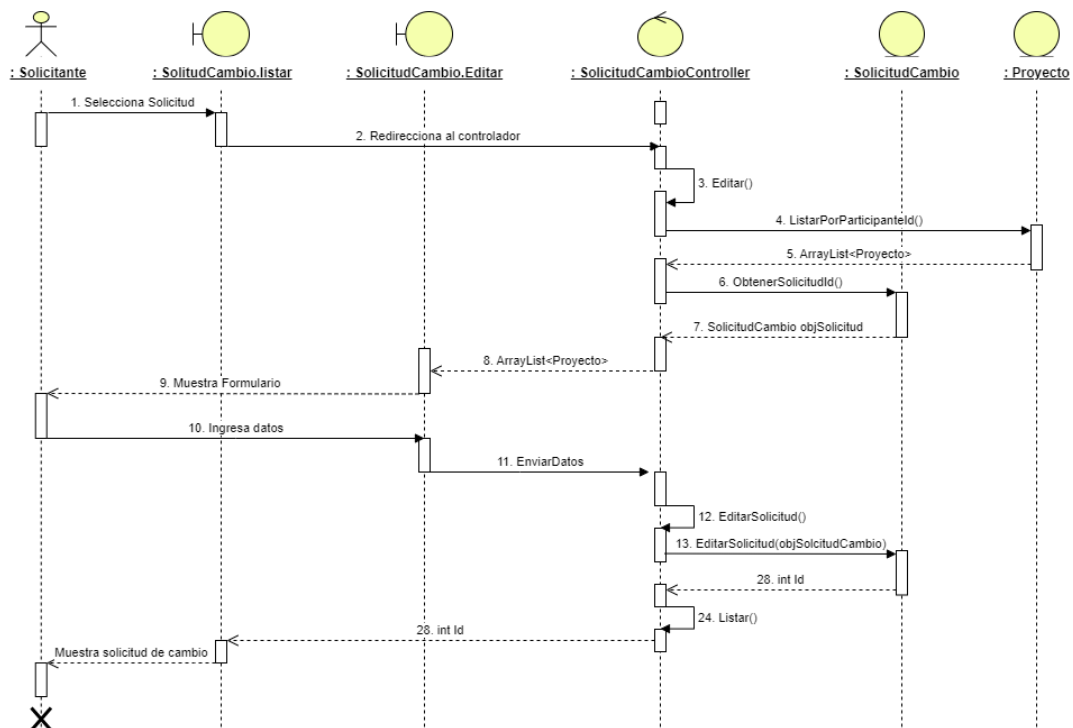 : Solicitante
: SolitudCambio.listar
: SolicitudCambio.Editar
: SolicitudCambioController
: SolicitudCambio
: Proyecto
1. Selecciona Solicitud
2. Redirecciona al controlador
3. Editar()
4. ListarPorParticipanteId()
5. ArrayList<Proyecto>
6. ObtenerSolicitudId()
7. SolicitudCambio objSolicitud
8. ArrayList<Proyecto>
9. Muestra Formulario
10. Ingresa datos
11. EnviarDatos
12. EditarSolicitud()
13. EditarSolicitud(objSolcitudCambio)
28. int Id
24. Listar()
28. int Id
Muestra solicitud de cambio